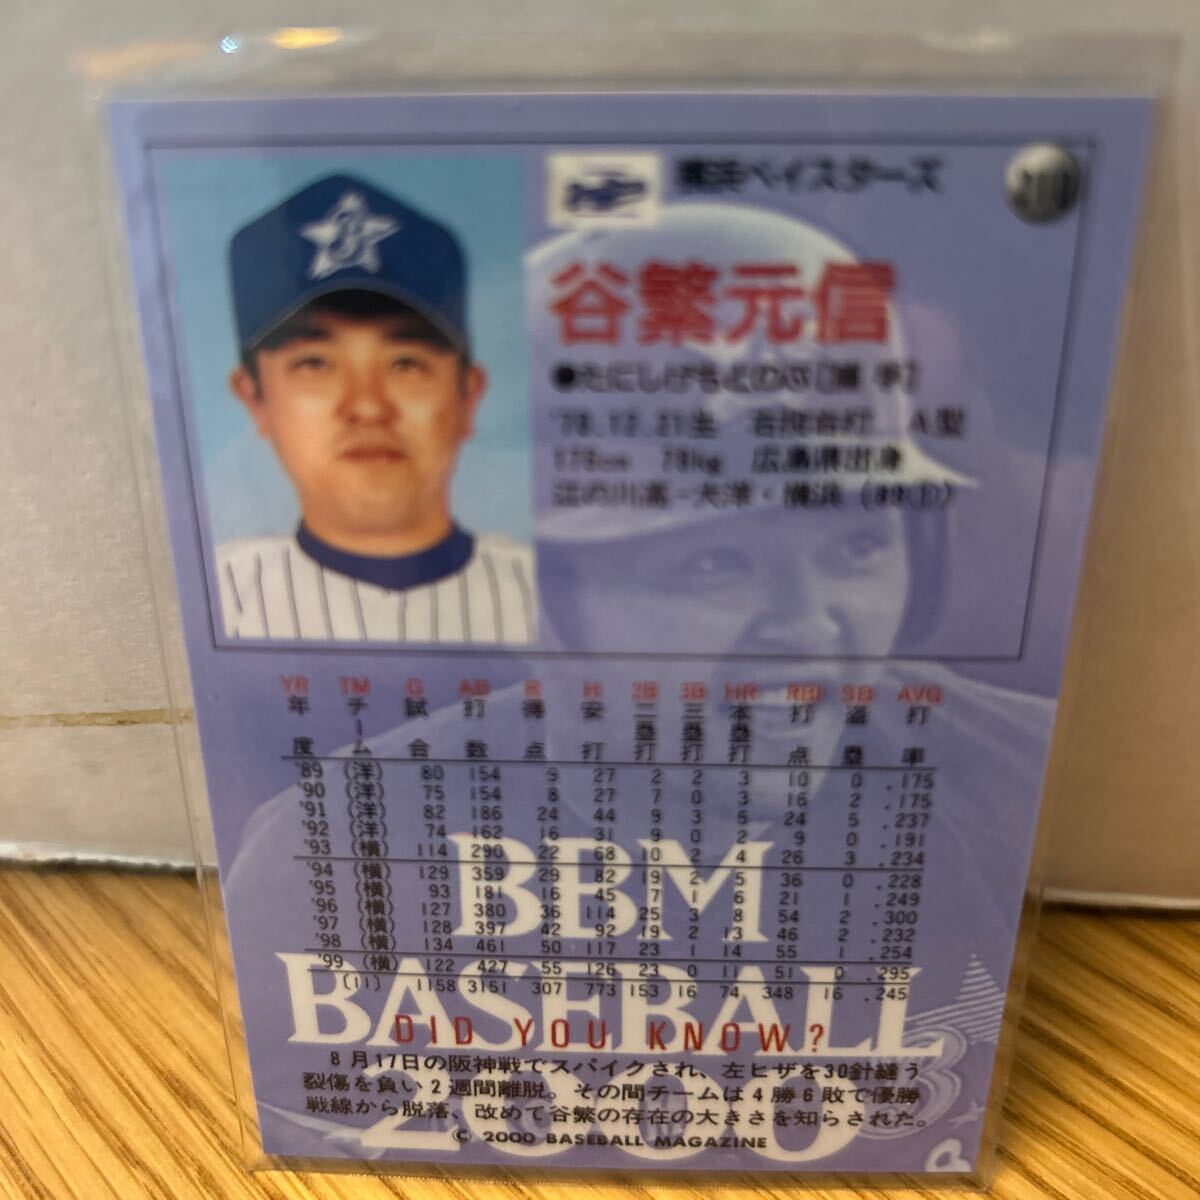 横浜ベイスターズ
210
谷繁元信
●たにしげもとのぶ[捕 手]
'70.12.21生 右投右打 A型
176cm 78kg 広島県出身
江の川高-大洋・横浜 (89①)
YR TM G AB R H 2B 3B HR RBI SB AVG
年度 チーム 試合 打数 得点 安打 二塁打 三塁打 本塁打 打点 盗塁 打率
'89 (洋) 80 154 9 27 2 2 3 10 0 .175
'90 (洋) 75 154 8 27 7 0 3 16 2 .175
'91 (洋) 82 186 24 44 9 3 5 24 5 .237
'92 (洋) 74 162 16 31 9 0 2 9 0 .191
'93 (横) 114 290 22 68 10 2 4 26 3 .234
'94 (横) 129 359 29 82 19 2 5 36 0 .228
'95 (横) 93 181 16 45 7 1 6 21 1 .249
'96 (横) 127 380 36 114 25 3 8 54 2 .300
'97 (横) 128 397 42 92 19 2 13 46 2 .232
'98 (横) 134 461 50 117 23 1 14 55 1 .254
'99 (横) 122 427 55 126 23 0 11 51 0 .295
(11) 1158 3151 307 773 153 16 74 348 16 .245
BBM
BASEBALL
2000
DID YOU KNOW?
8月17日の阪神戦でスパイクされ、左ヒザを30針縫う
裂傷を負い2週間離脱。その間チームは4勝6敗で優勝
戦線から脱落、改めて谷繁の存在の大きさを知らされた。
© 2000 BASEBALL MAGAZINE